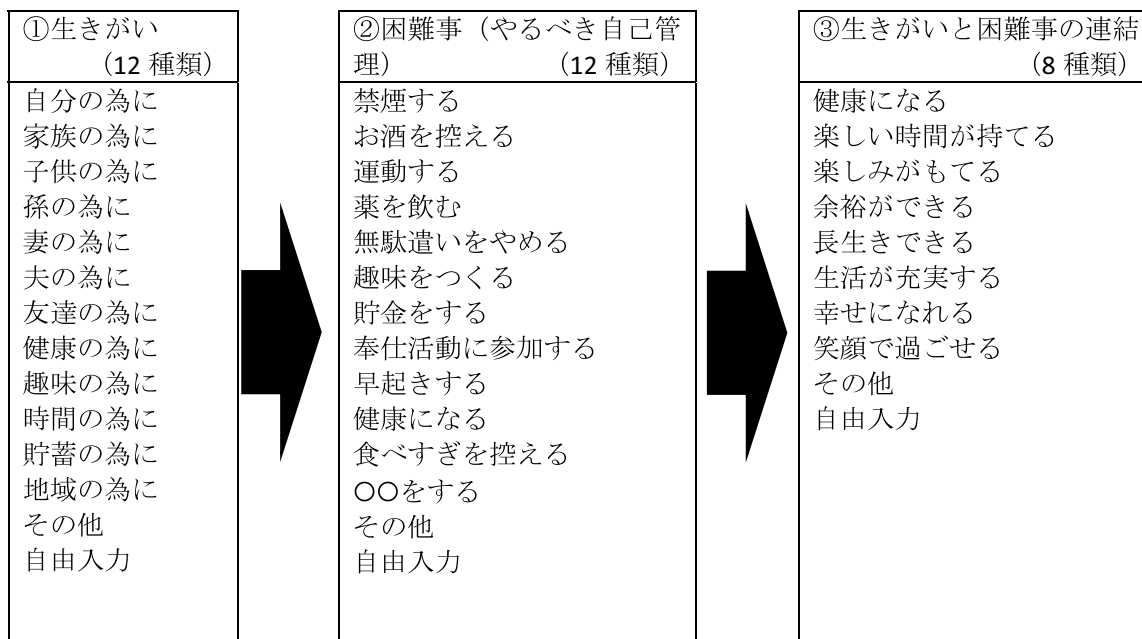 ①生きがい
(12 種類)
自分の為に
家族の為に
子供の為に
孫の為に
妻の為に
夫の為に
友達の為に
健康の為に
趣味の為に
時間の為に
貯蓄の為に
地域の為に
その他
自由入力
②困難事（やるべき自己管
理） (12 種類)
禁煙する
お酒を控える
運動する
薬を飲む
無駄遣いをやめる
趣味をつくる
貯金をする
奉仕活動に参加する
早起きする
健康になる
食べすぎを控える
○○をする
その他
自由入力
③生きがいと困難事の連結
(8 種類)
健康になる
楽しい時間が持てる
楽しみがもてる
余裕ができる
長生きできる
生活が充実する
幸せになれる
笑顔で過ごせる
その他
自由入力